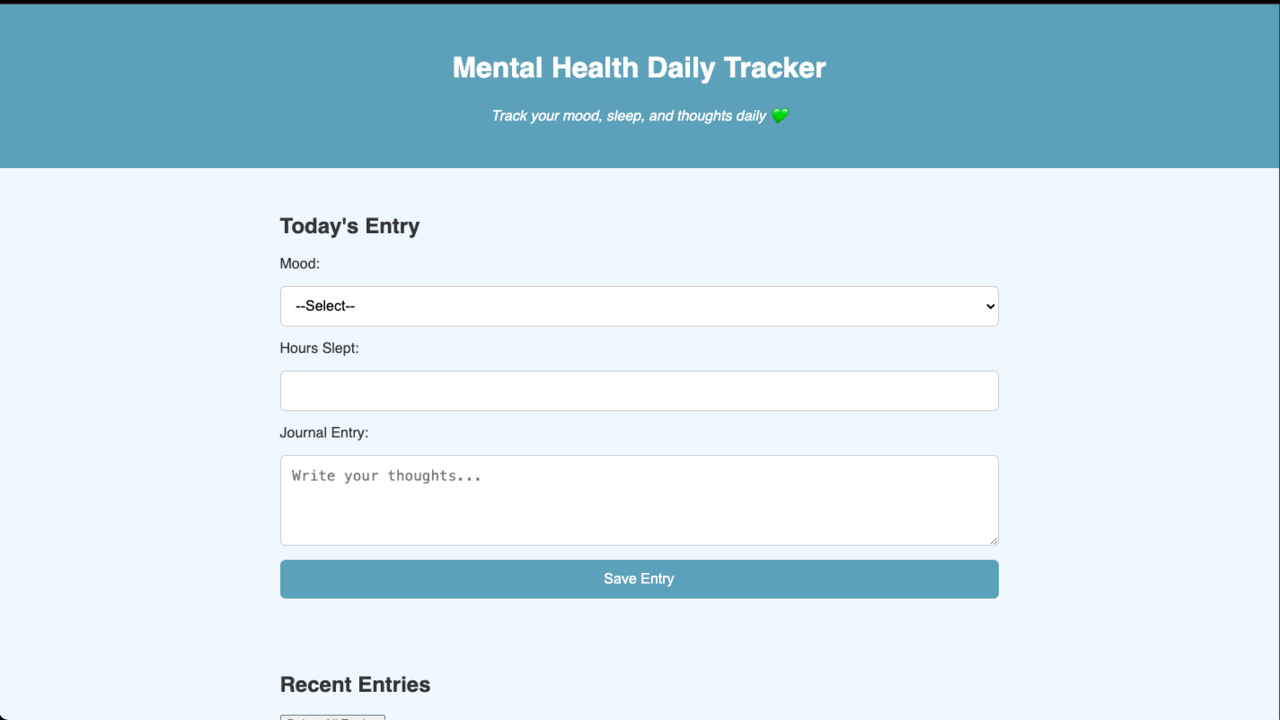 Mental Health Daily Tracker
Track your mood, sleep, and thoughts daily 💚
Today's Entry
Mood:
--Select--
Hours Slept:
Journal Entry:
Write your thoughts...
Save Entry
Recent Entries